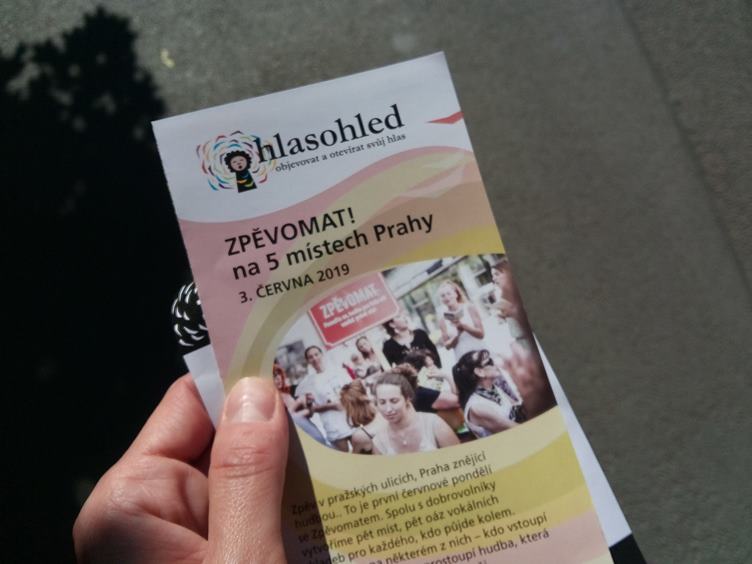 hlasohled
objevovat a otevírat svůj hlas
ZPĚVOMAT!
na 5 místech Prahy
3. ČERVNA 2019
ZPĚVOMAT
Zpěv v pražských ulicích, Praha znějící
hudbou.. To je první červnové pondělí
se Zpěvomatem. Spolu s dobrovolníky
vytvoříme pět míst, pět oáz vokálních
pro každého, kdo půjde kolem.
na některém z nich – kdo vstoupí
prostoupí hudba, která